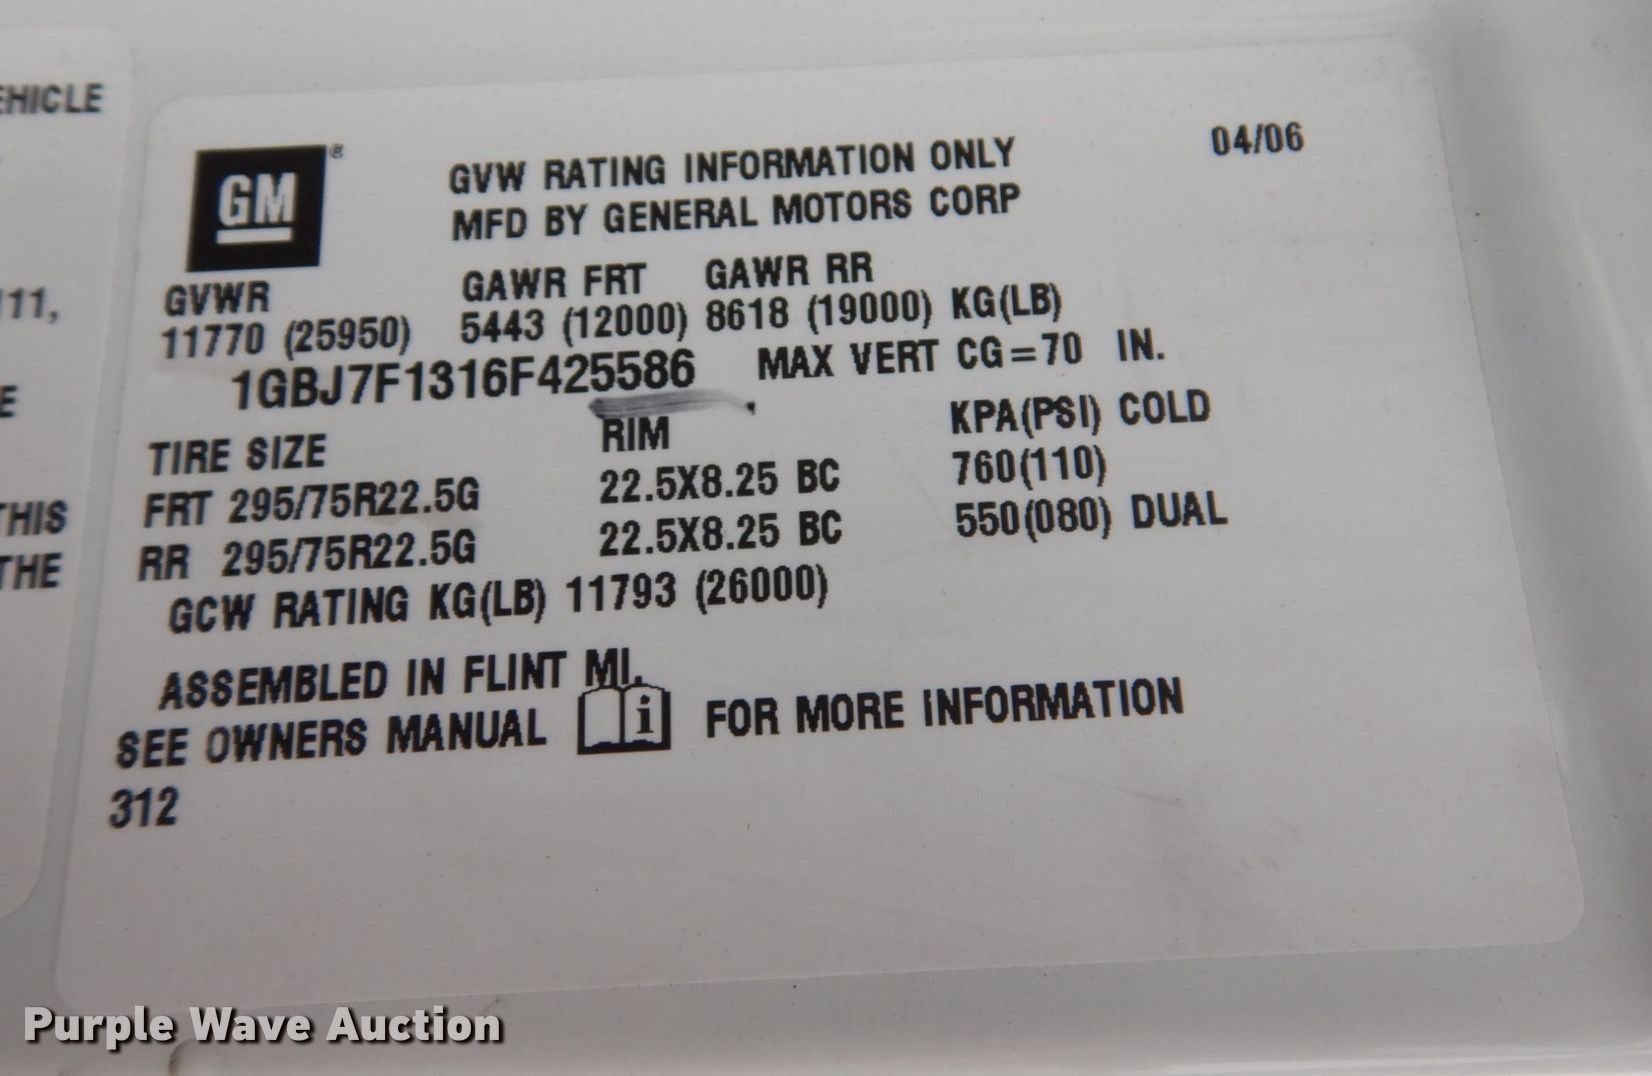 EHICLE
11,
E
THIS
THE
GM®
GVW RATING INFORMATION ONLY 04/06
MFD BY GENERAL MOTORS CORP
GVWR GAWR FRT GAWR RR
11770 (25950) 5443 (12000) 8618 (19000) KG(LB)
1GBJ7F1316F425586 MAX VERT CG=70 IN.
TIRE SIZE RIM KPA(PSI) COLD
FRT 295/75R22.5G 22.5X8.25 BC 760(110)
RR 295/75R22.5G 22.5X8.25 BC 550(080) DUAL
GCW RATING KG(LB) 11793 (26000)
ASSEMBLED IN FLINT MI.
SEE OWNERS MANUAL i FOR MORE INFORMATION
312
Purple Wave Auction